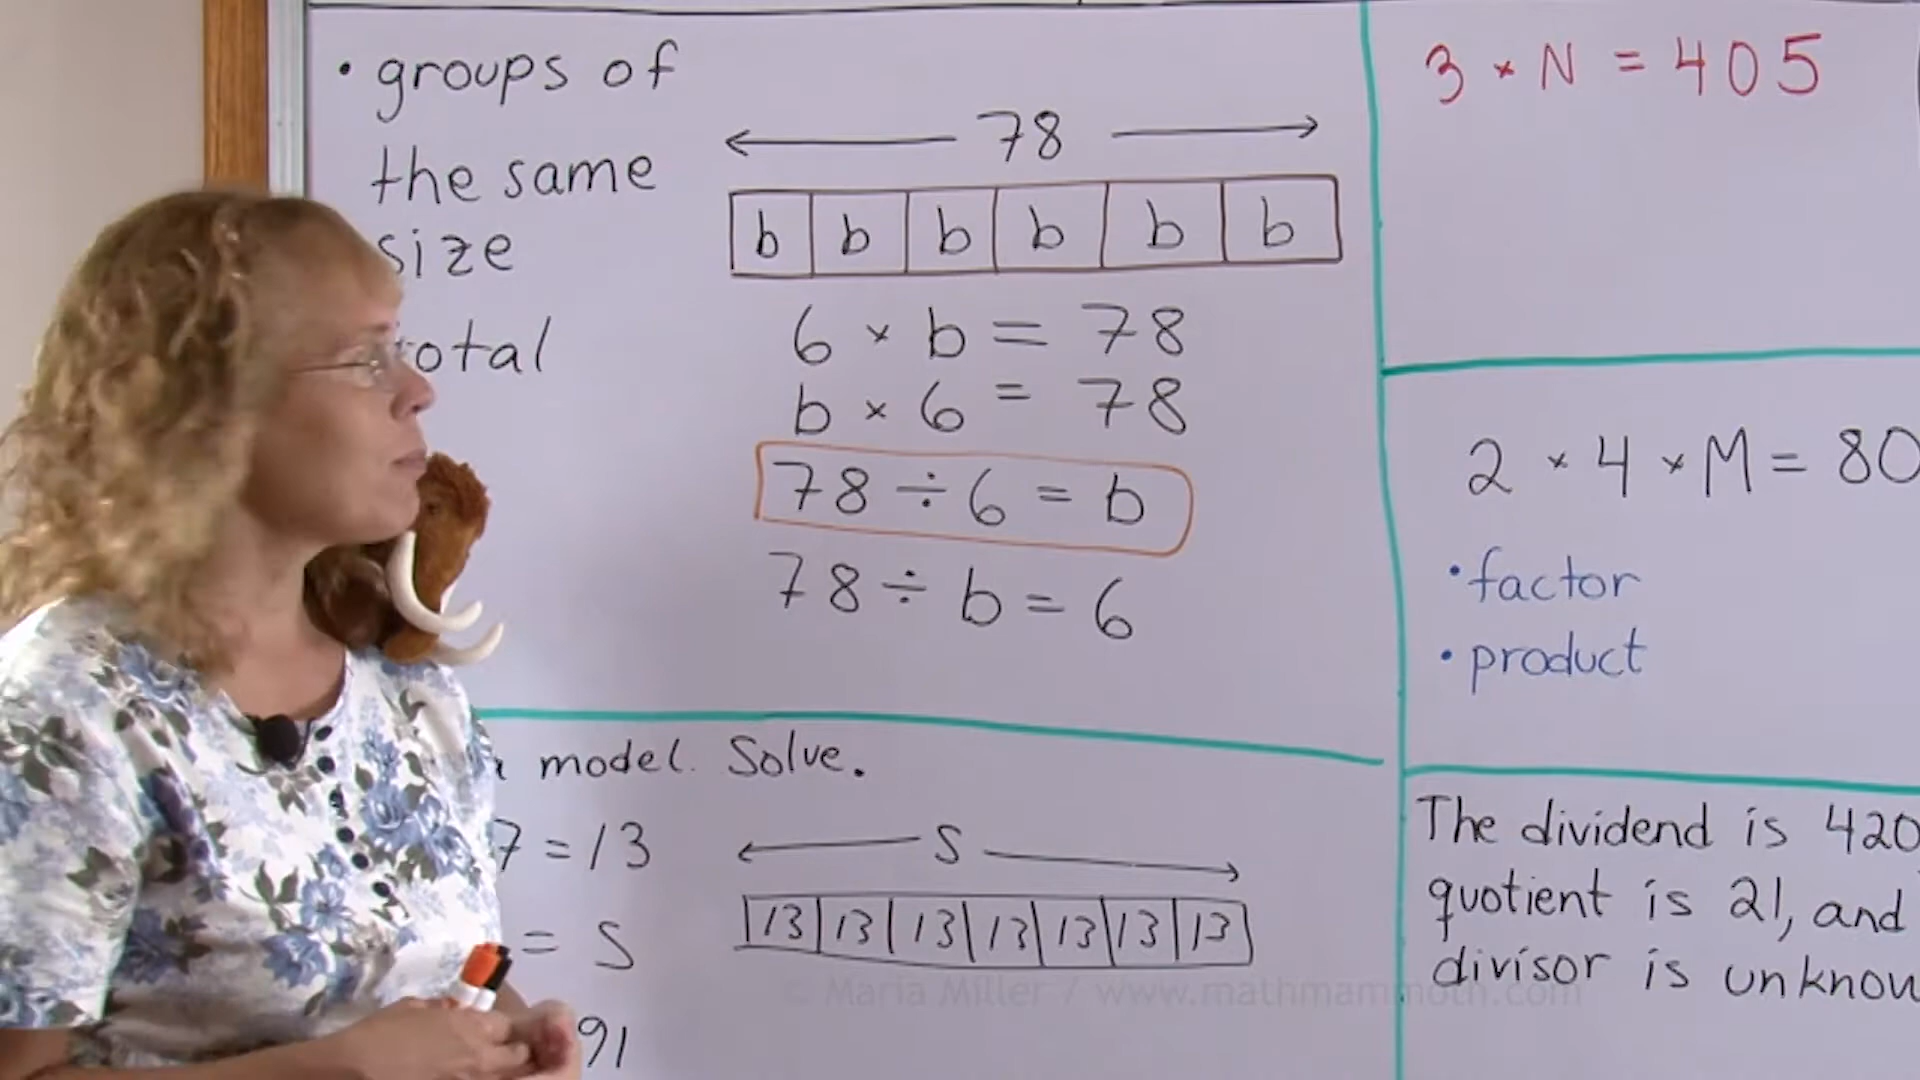 • groups of
the same
size
total
78
b b b b b b
6 × b = 78
b × 6 = 78
78 ÷ 6 = b
78 ÷ b = 6
model. Solve.
7 = 13
= S
91
S
13 13 13 13 13 13 13
3 × N = 405
2 × 4 × M = 80
• factor
• product
The dividend is 420
quotient is 21, and
divisor is unknow
© Maria Miller / www.mathmammoth.com